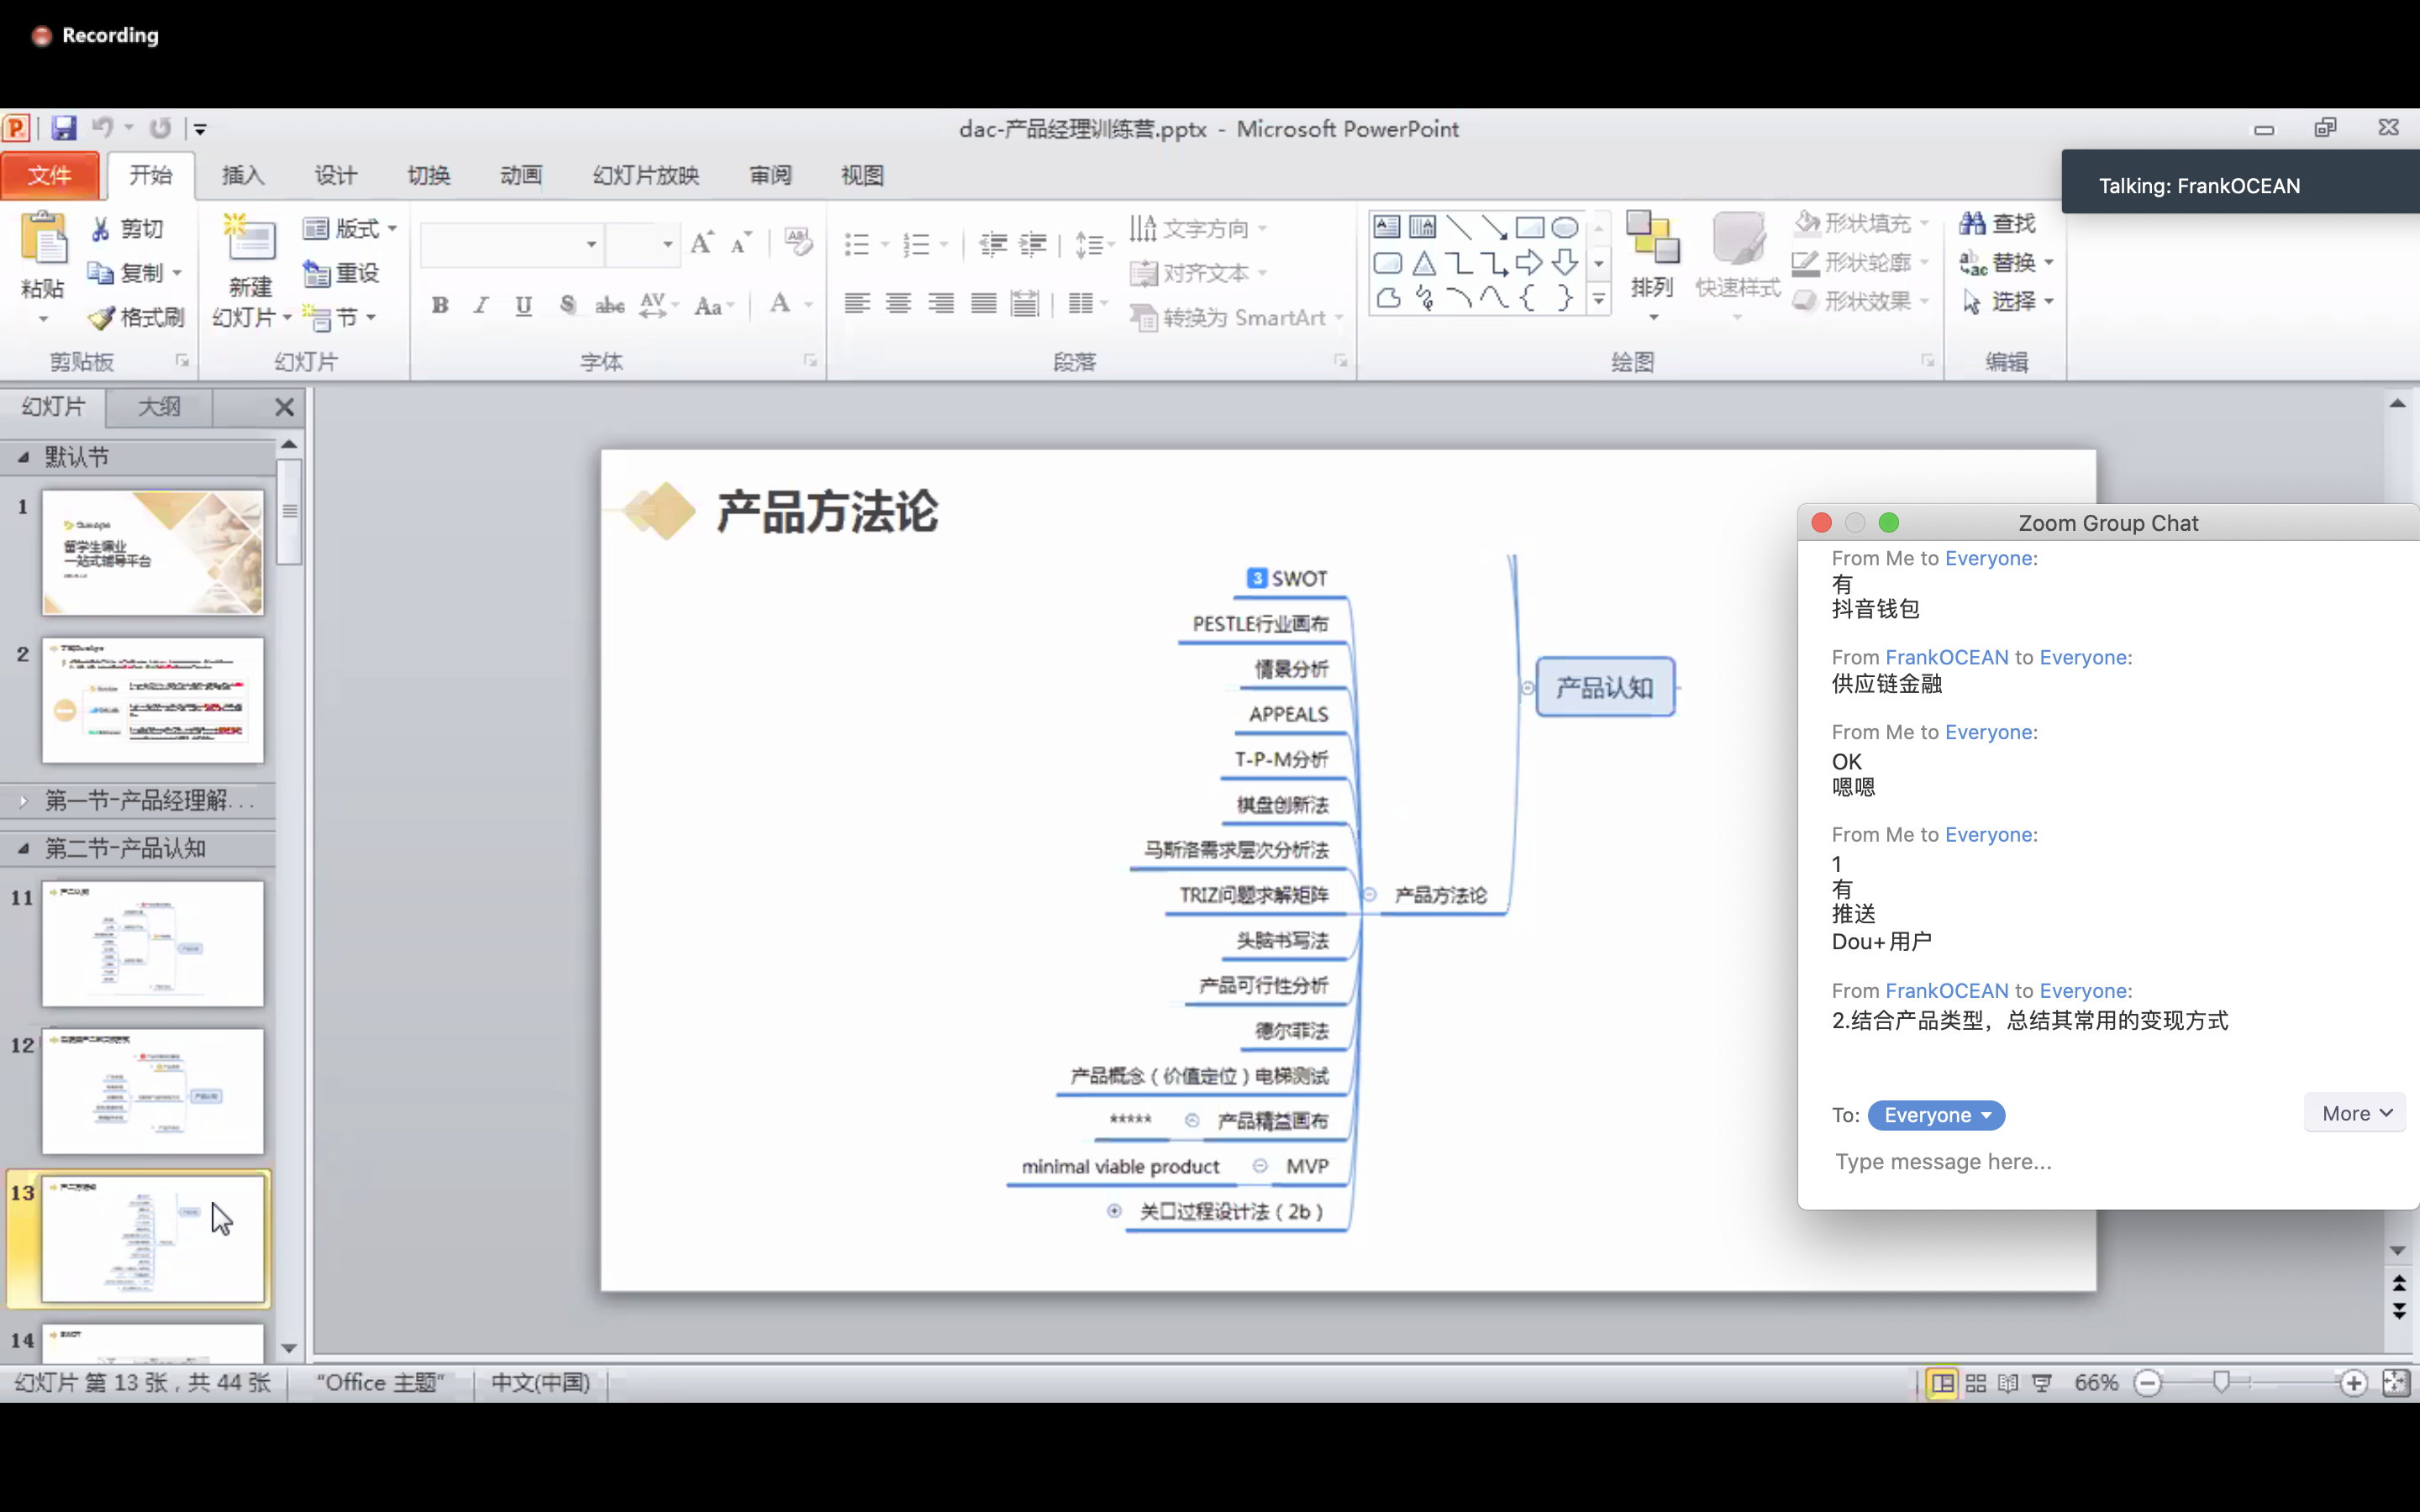 Recording
dac-产品经理训练营.pptx - Microsoft PowerPoint
Talking: FrankOCEAN
文件 开始 插入 设计 切换 动画 幻灯片放映 审阅 视图
粘贴
剪切
复制
格式刷
剪贴板
新建
幻灯片
版式
重设
节
幻灯片
字体
文字方向
对齐文本
转换为 SmartArt
段落
排列
快速样式
形状填充
形状轮廓
形状效果
绘图
查找
替换
选择
编辑
幻灯片 大纲
默认节
1
留学生课业
一站式辅导平台
2
第一节-产品经理解...
第二节-产品认知
11
12
13
14
SWOT
产品方法论
3 SWOT
PESTLE行业画布
情景分析
APPEALS
T-P-M分析
棋盘创新法
马斯洛需求层次分析法
TRIZ问题求解矩阵
头脑书写法
产品可行性分析
德尔菲法
产品概念（价值定位）电梯测试
***** 产品精益画布
minimal viable product MVP
关口过程设计法（2b）
产品方法论
产品认知
Zoom Group Chat
From Me to Everyone:
有
抖音钱包
From FrankOCEAN to Everyone:
供应链金融
From Me to Everyone:
OK
嗯嗯
From Me to Everyone:
1
有
推送
Dou+用户
From FrankOCEAN to Everyone:
2.结合产品类型，总结其常用的变现方式
To: Everyone
More
Type message here...
幻灯片 第 13 张，共 44 张 "Office 主题" 中文(中国) 66%